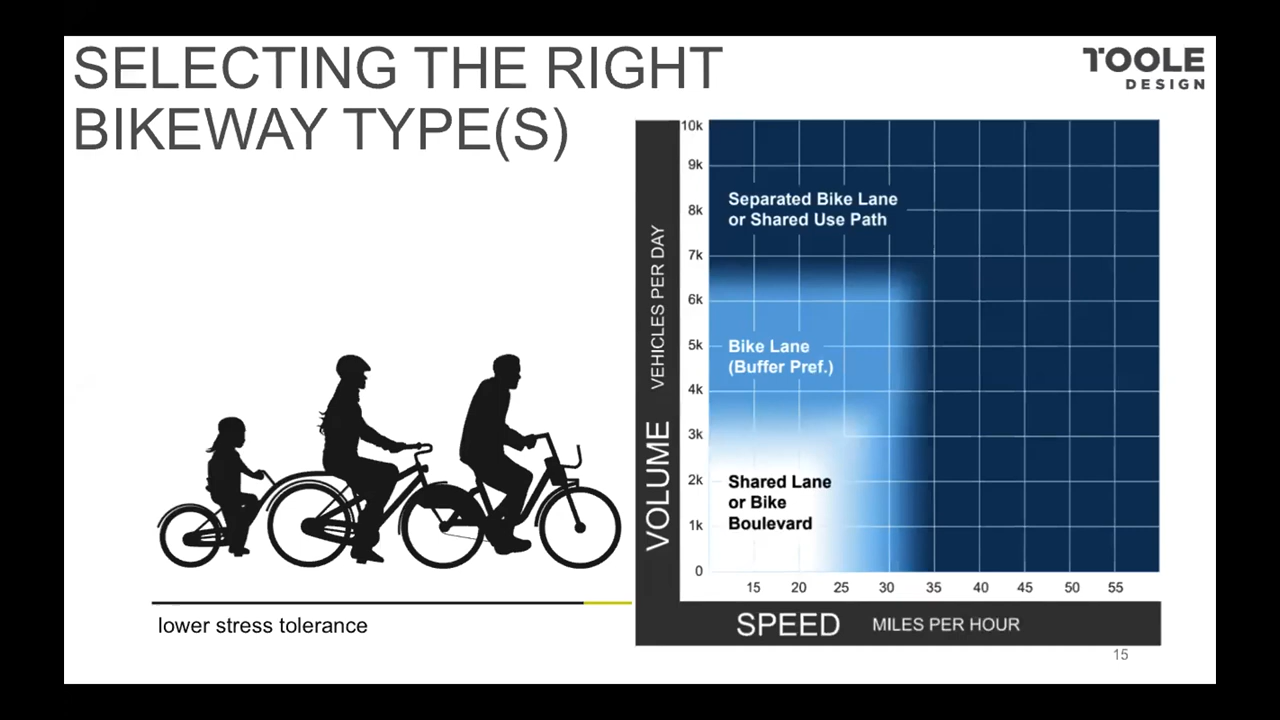 SELECTING THE RIGHT
BIKEWAY TYPE(S)
TOOLE
DESIGN
10k
9k
8k
7k
6k
5k
4k
3k
2k
1k
0
VOLUME VEHICLES PER DAY
Separated Bike Lane
or Shared Use Path
Bike Lane
(Buffer Pref.)
Shared Lane
or Bike
Boulevard
15 20 25 30 35 40 45 50 55
SPEED MILES PER HOUR
lower stress tolerance
15